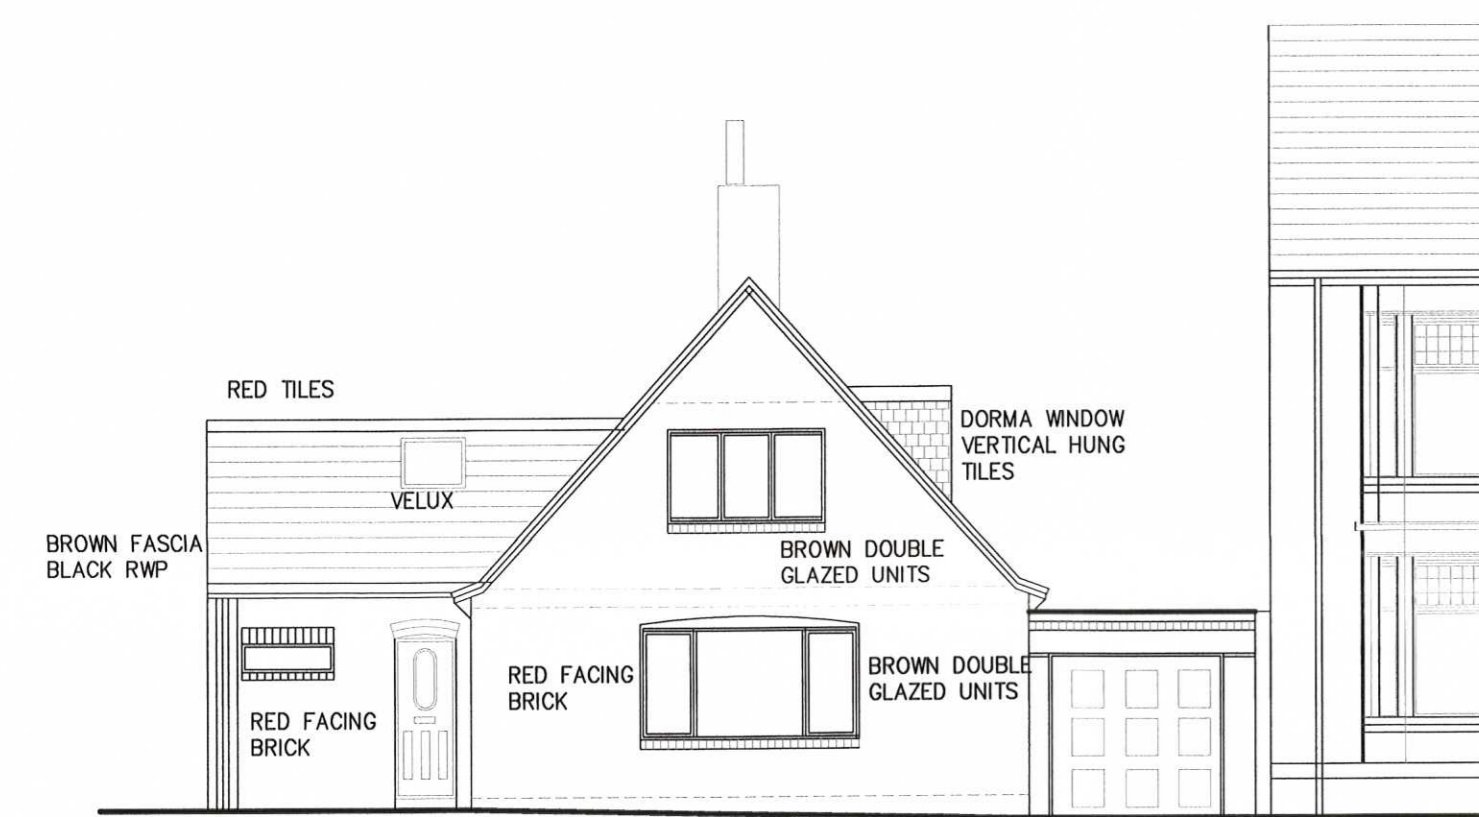 RED TILES
VELUX
BROWN FASCIA
BLACK RWP
RED FACING
BRICK
RED FACING
BRICK
BROWN DOUBLE
GLAZED UNITS
BROWN DOUBLE
GLAZED UNITS
DORMA WINDOW
VERTICAL HUNG
TILES